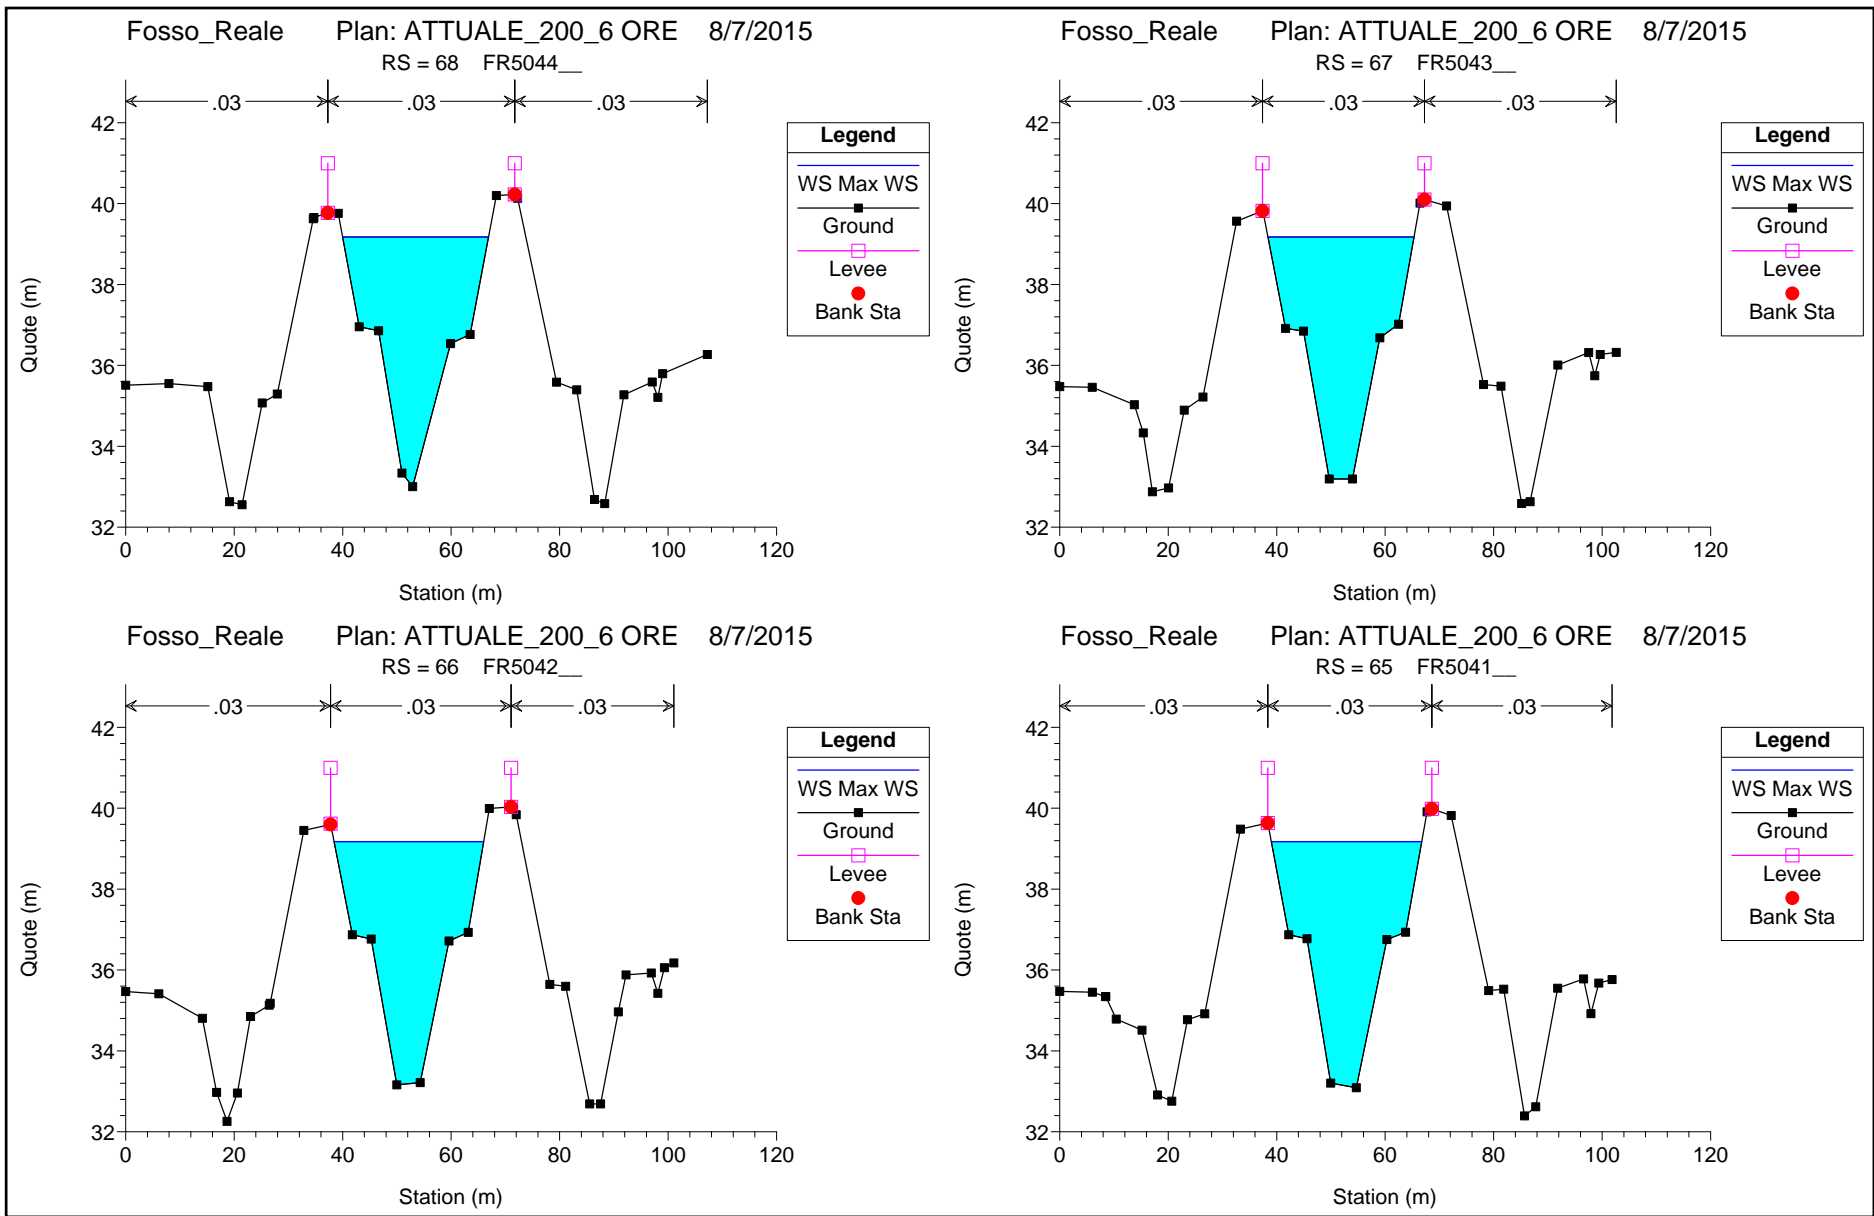 Fosso_Reale Plan: ATTUALE_200_6 ORE 8/7/2015
RS = 68 FR5044__
.03 .03 .03
42
40
38
36
34
32
Quote (m)
0 20 40 60 80 100 120
Station (m)
Legend
WS Max WS
Ground
Levee
Bank Sta
Fosso_Reale Plan: ATTUALE_200_6 ORE 8/7/2015
RS = 67 FR5043__
.03 .03 .03
42
40
38
36
34
32
Quote (m)
0 20 40 60 80 100 120
Station (m)
Legend
WS Max WS
Ground
Levee
Bank Sta
Fosso_Reale Plan: ATTUALE_200_6 ORE 8/7/2015
RS = 66 FR5042__
.03 .03 .03
42
40
38
36
34
32
Quote (m)
0 20 40 60 80 100 120
Station (m)
Legend
WS Max WS
Ground
Levee
Bank Sta
Fosso_Reale Plan: ATTUALE_200_6 ORE 8/7/2015
RS = 65 FR5041__
.03 .03 .03
42
40
38
36
34
32
Quote (m)
0 20 40 60 80 100 120
Station (m)
Legend
WS Max WS
Ground
Levee
Bank Sta